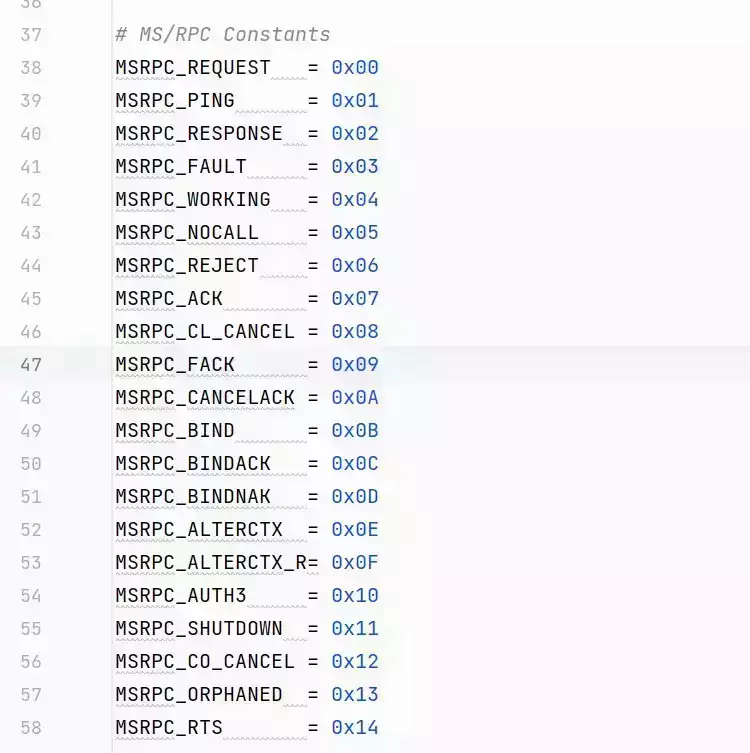 36
37 # MS/RPC Constants
38 MSRPC_REQUEST   = 0x00
39 MSRPC_PING      = 0x01
40 MSRPC_RESPONSE  = 0x02
41 MSRPC_FAULT     = 0x03
42 MSRPC_WORKING   = 0x04
43 MSRPC_NOCALL    = 0x05
44 MSRPC_REJECT    = 0x06
45 MSRPC_ACK       = 0x07
46 MSRPC_CL_CANCEL = 0x08
47 MSRPC_FACK      = 0x09
48 MSRPC_CANCELACK = 0x0A
49 MSRPC_BIND      = 0x0B
50 MSRPC_BINDACK   = 0x0C
51 MSRPC_BINDNAK   = 0x0D
52 MSRPC_ALTERCTX  = 0x0E
53 MSRPC_ALTERCTX_R= 0x0F
54 MSRPC_AUTH3     = 0x10
55 MSRPC_SHUTDOWN  = 0x11
56 MSRPC_CO_CANCEL = 0x12
57 MSRPC_ORPHANED  = 0x13
58 MSRPC_RTS       = 0x14